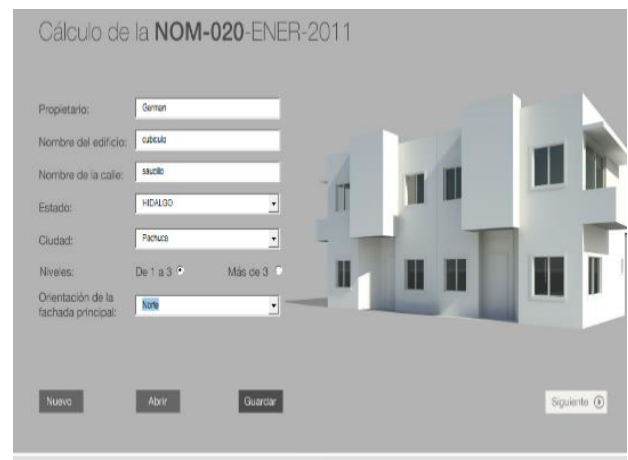 Cálculo de la NOM-020-ENER-2011
Propietario: German
Nombre del edificio: cubiculo
Nombre de la calle: saucillo
Estado: HIDALGO
Ciudad: Pachuca
Niveles: De 1 a 3 Más de 3
Orientación de la
fachada principal: Norte
Nuevo Abrir Guardar Siguiente